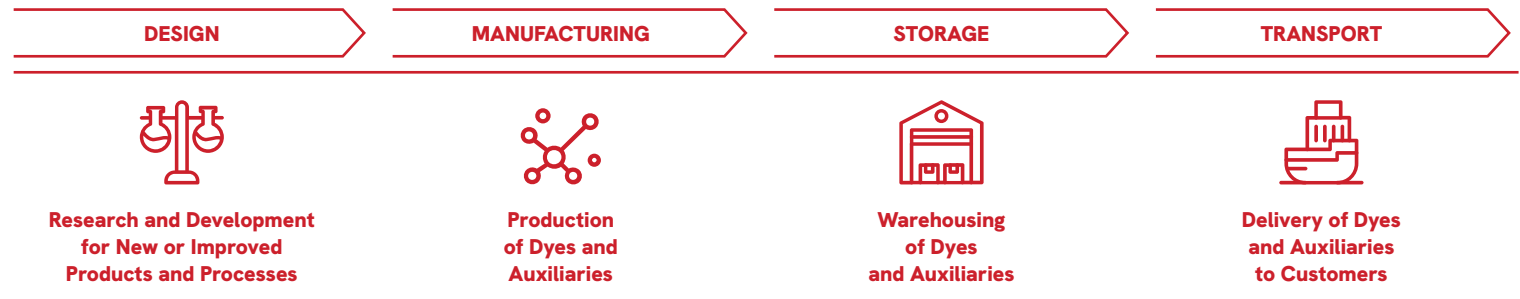 DESIGN
MANUFACTURING
STORAGE
TRANSPORT
Research and Development
for New or Improved
Products and Processes
Production
of Dyes and
Auxiliaries
Warehousing
of Dyes
and Auxiliaries
Delivery of Dyes
and Auxiliaries
to Customers